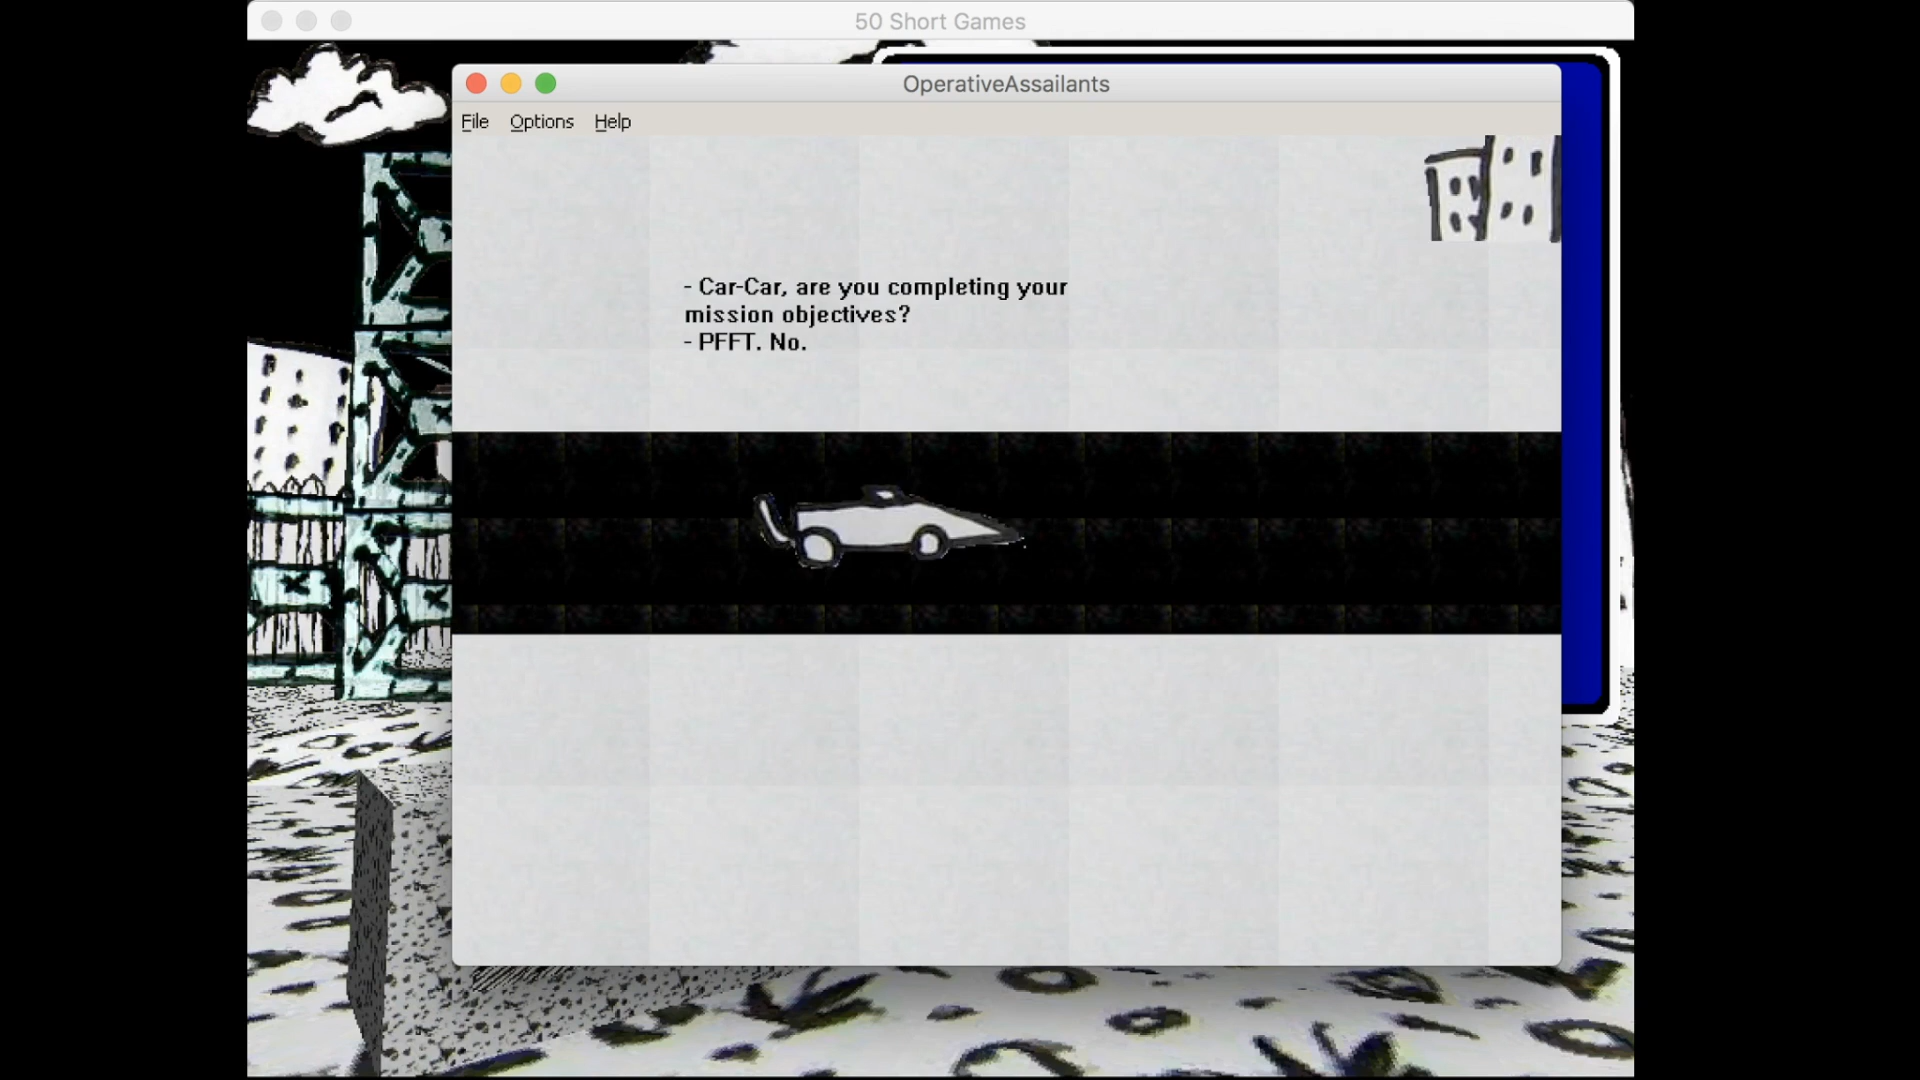 50 Short Games
OperativeAssailants
File Options Help
- Car-Car, are you completing your
mission objectives?
- PFFT. No.